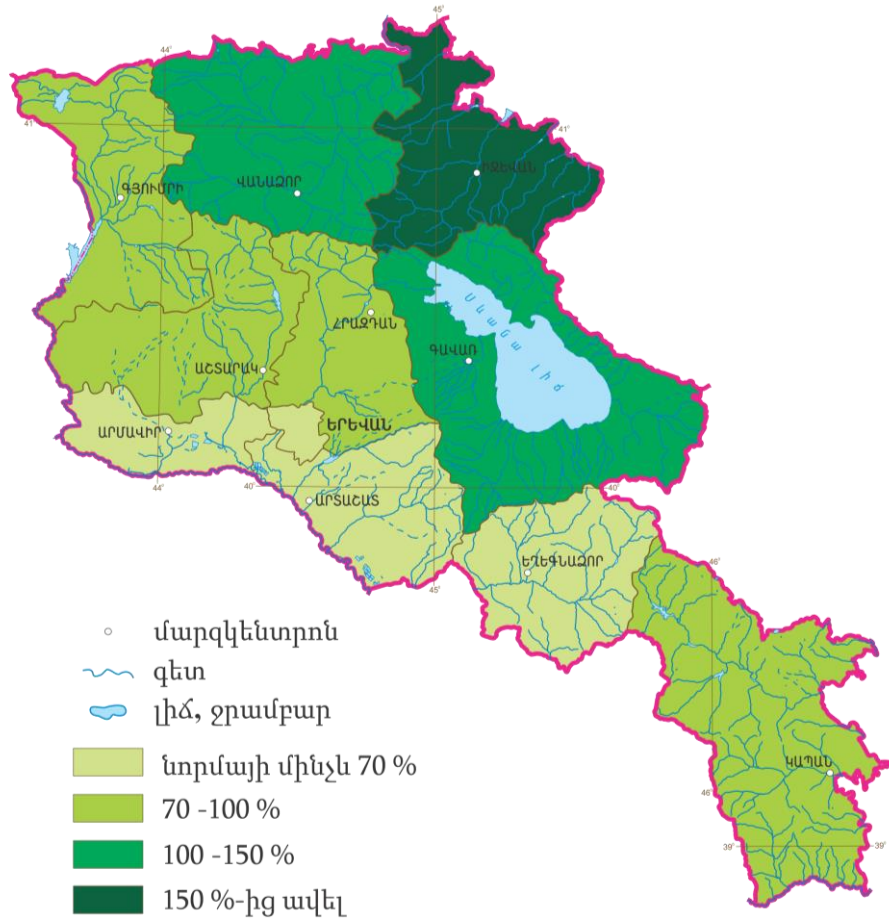 45°
44°
41°
41°
ԻՋԵՎԱՆ
ԳՅՈՒՄՐԻ
ՎԱՆԱՁՈՐ
Սևանա լիճ
ՀՐԱԶԴԱՆ
ԳԱՎԱՌ
ԱՇՏԱՐԱԿ
ԵՐԵՎԱՆ
ԱՐՄԱՎԻՐ
44°
40°
40°
ԱՐՏԱՇԱՏ
ԵՂԵԳՆԱՁՈՐ
46°
45°
մարզկենտրոն
գետ
լիճ, ջրամբար
նորմայի մինչև 70 %
70 -100 %
100 -150 %
150 %-ից ավել
ԿԱՊԱՆ
46°
39°
39°